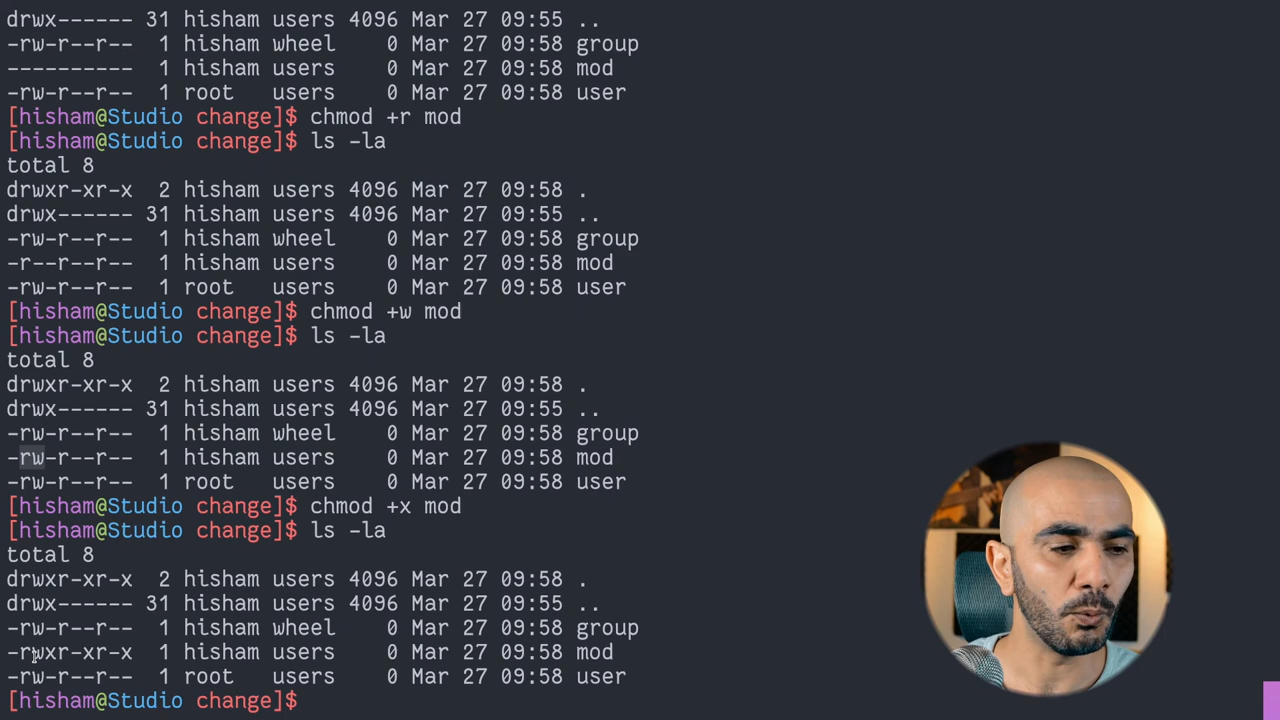 drwx------ 31 hisham users 4096 Mar 27 09:55 ..
-rw-r--r--  1 hisham wheel    0 Mar 27 09:58 group
----------  1 hisham users    0 Mar 27 09:58 mod
-rw-r--r--  1 root   users    0 Mar 27 09:58 user
[hisham@Studio change]$ chmod +r mod
[hisham@Studio change]$ ls -la
total 8
drwxr-xr-x  2 hisham users 4096 Mar 27 09:58 .
drwx------ 31 hisham users 4096 Mar 27 09:55 ..
-rw-r--r--  1 hisham wheel    0 Mar 27 09:58 group
-r--r--r--  1 hisham users    0 Mar 27 09:58 mod
-rw-r--r--  1 root   users    0 Mar 27 09:58 user
[hisham@Studio change]$ chmod +w mod
[hisham@Studio change]$ ls -la
total 8
drwxr-xr-x  2 hisham users 4096 Mar 27 09:58 .
drwx------ 31 hisham users 4096 Mar 27 09:55 ..
-rw-r--r--  1 hisham wheel    0 Mar 27 09:58 group
-rw-r--r--  1 hisham users    0 Mar 27 09:58 mod
-rw-r--r--  1 root   users    0 Mar 27 09:58 user
[hisham@Studio change]$ chmod +x mod
[hisham@Studio change]$ ls -la
total 8
drwxr-xr-x  2 hisham users 4096 Mar 27 09:58 .
drwx------ 31 hisham users 4096 Mar 27 09:55 ..
-rw-r--r--  1 hisham wheel    0 Mar 27 09:58 group
-rwxr-xr-x  1 hisham users    0 Mar 27 09:58 mod
-rw-r--r--  1 root   users    0 Mar 27 09:58 user
[hisham@Studio change]$